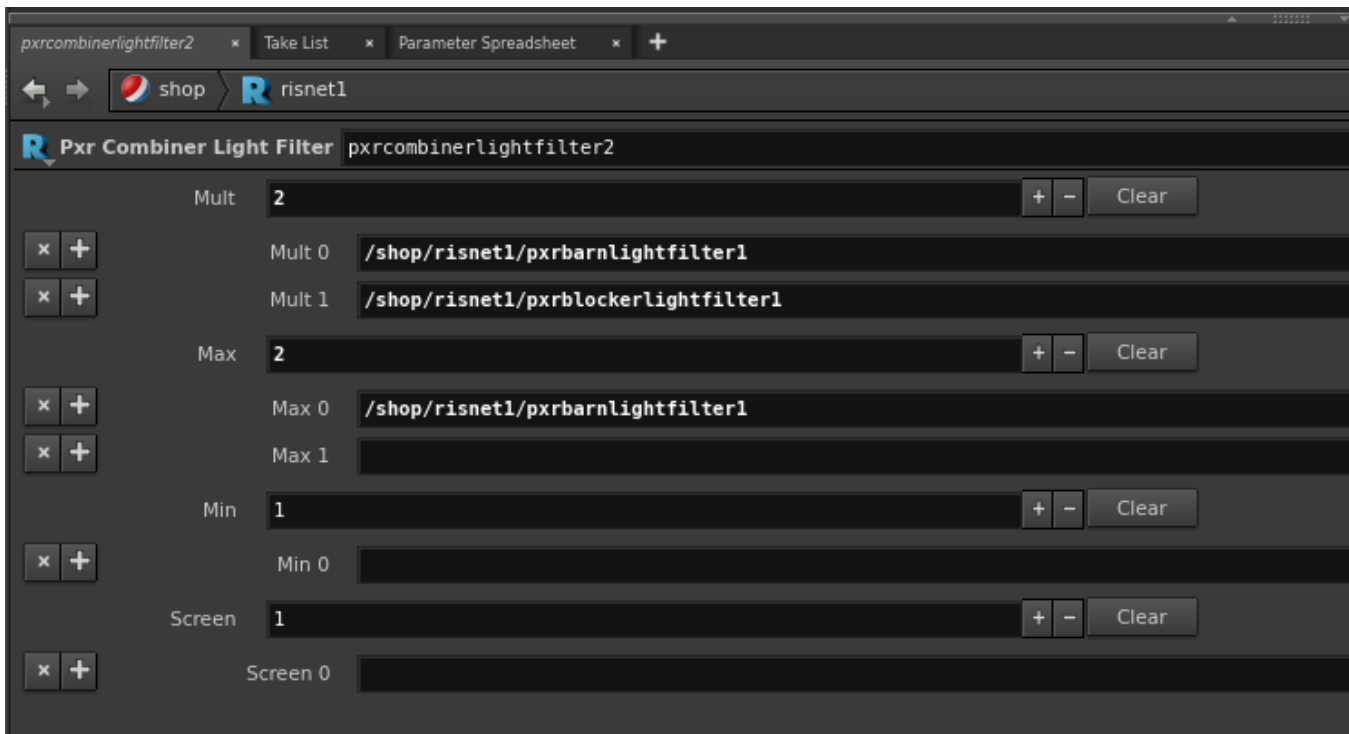 pxrcombinerlightfilter2 × Take List × Parameter Spreadsheet × +
shop risnet1
Pxr Combiner Light Filter pxrcombinerlightfilter2
Mult 2 + − Clear
× + Mult 0 /shop/risnet1/pxrbarnlightfilter1
× + Mult 1 /shop/risnet1/pxrblockerlightfilter1
Max 2 + − Clear
× + Max 0 /shop/risnet1/pxrbarnlightfilter1
× + Max 1
Min 1 + − Clear
× + Min 0
Screen 1 + − Clear
× + Screen 0